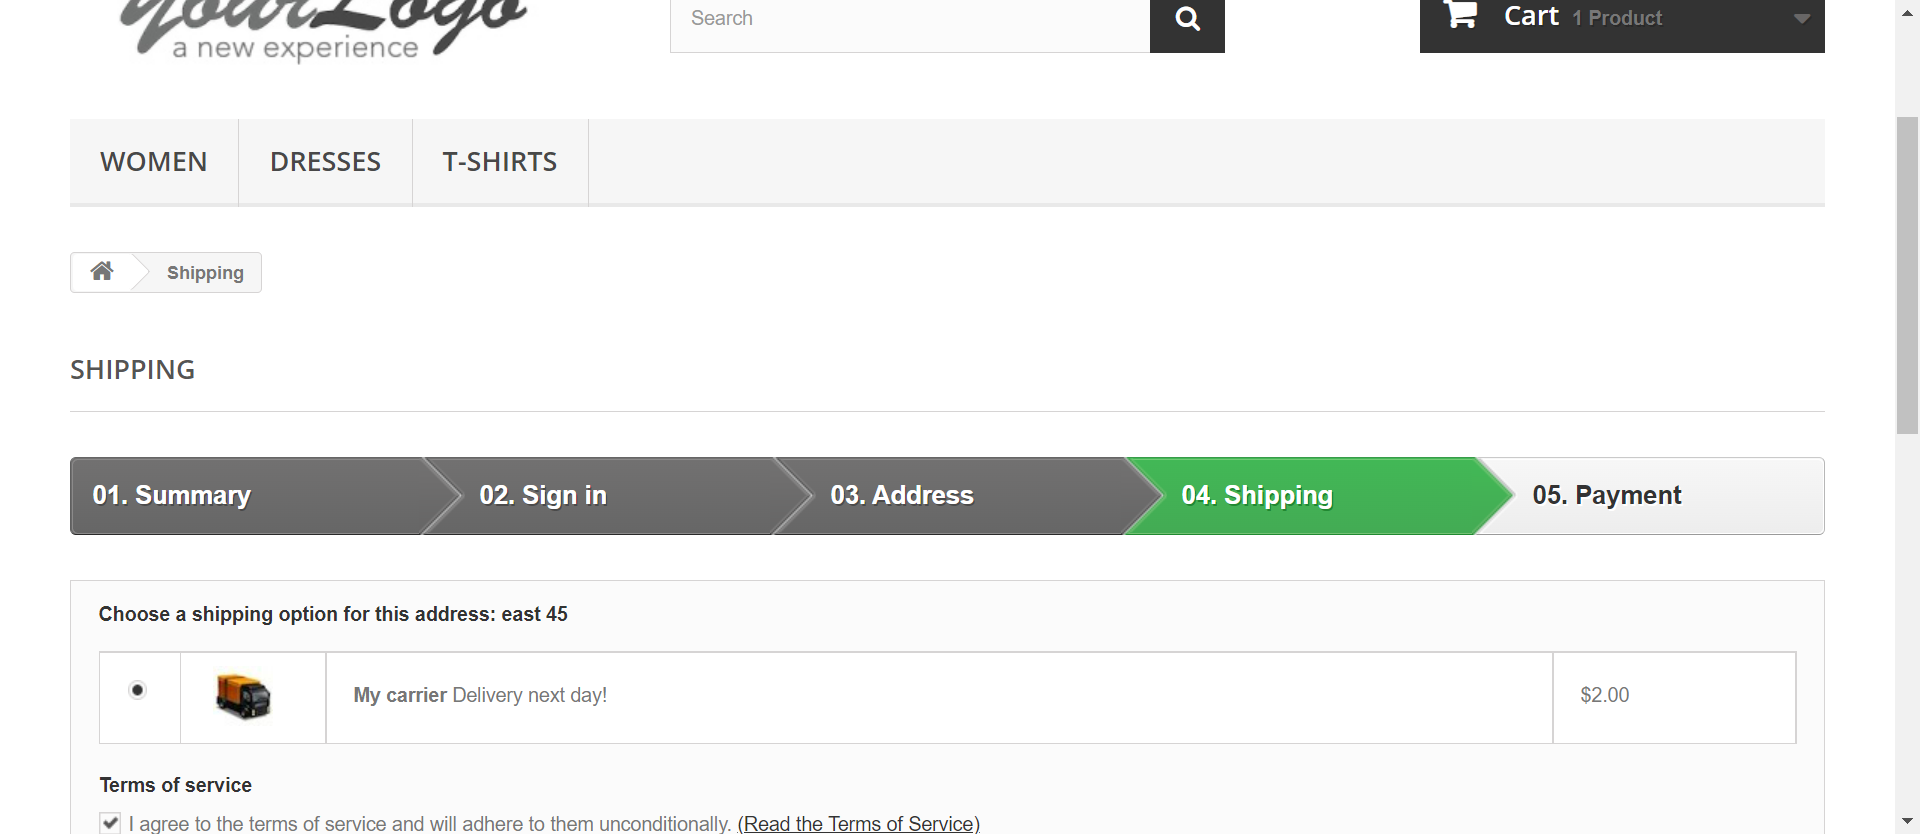 yourLogo
a new experience
Search
Cart 1 Product
WOMEN DRESSES T-SHIRTS
Shipping
SHIPPING
01. Summary 02. Sign in 03. Address 04. Shipping 05. Payment
Choose a shipping option for this address: east 45
My carrier Delivery next day! $2.00
Terms of service
I agree to the terms of service and will adhere to them unconditionally. (Read the Terms of Service)